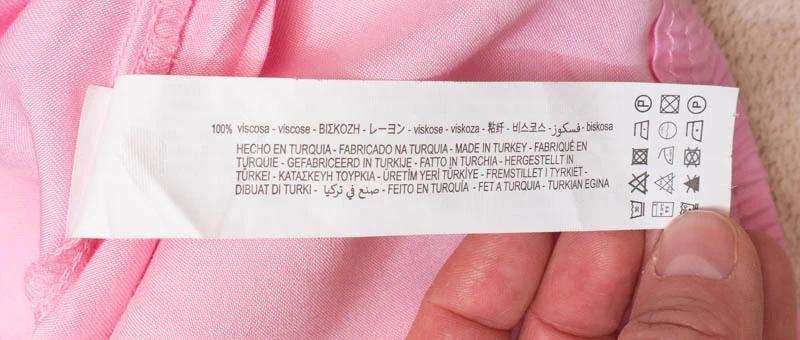 100% viscosa - viscose - ΒΙΣΚΟΖΗ - レーヨン - viskose - viskoza - 粘纤 - 비스코스 - فسكوز - biskosa
HECHO EN TURQUIA - FABRICADO NA TURQUIA - MADE IN TURKEY - FABRIQUÉ EN
TURQUIE - GEFABRICEERD IN TURKIJE - FATTO IN TURCHIA - HERGESTELLT IN
TÜRKEI - ΚΑΤΑΣΚΕΥΗ ΤΟΥΡΚΙΑ - ÜRETİM YERİ TÜRKİYE - FREMSTILLET I TYRKIET -
DIBUAT DI TURKI - صنع في تركيا - FEITO EN TURQUÍA - FET A TURQUIA - TURKIAN EGINA
P P